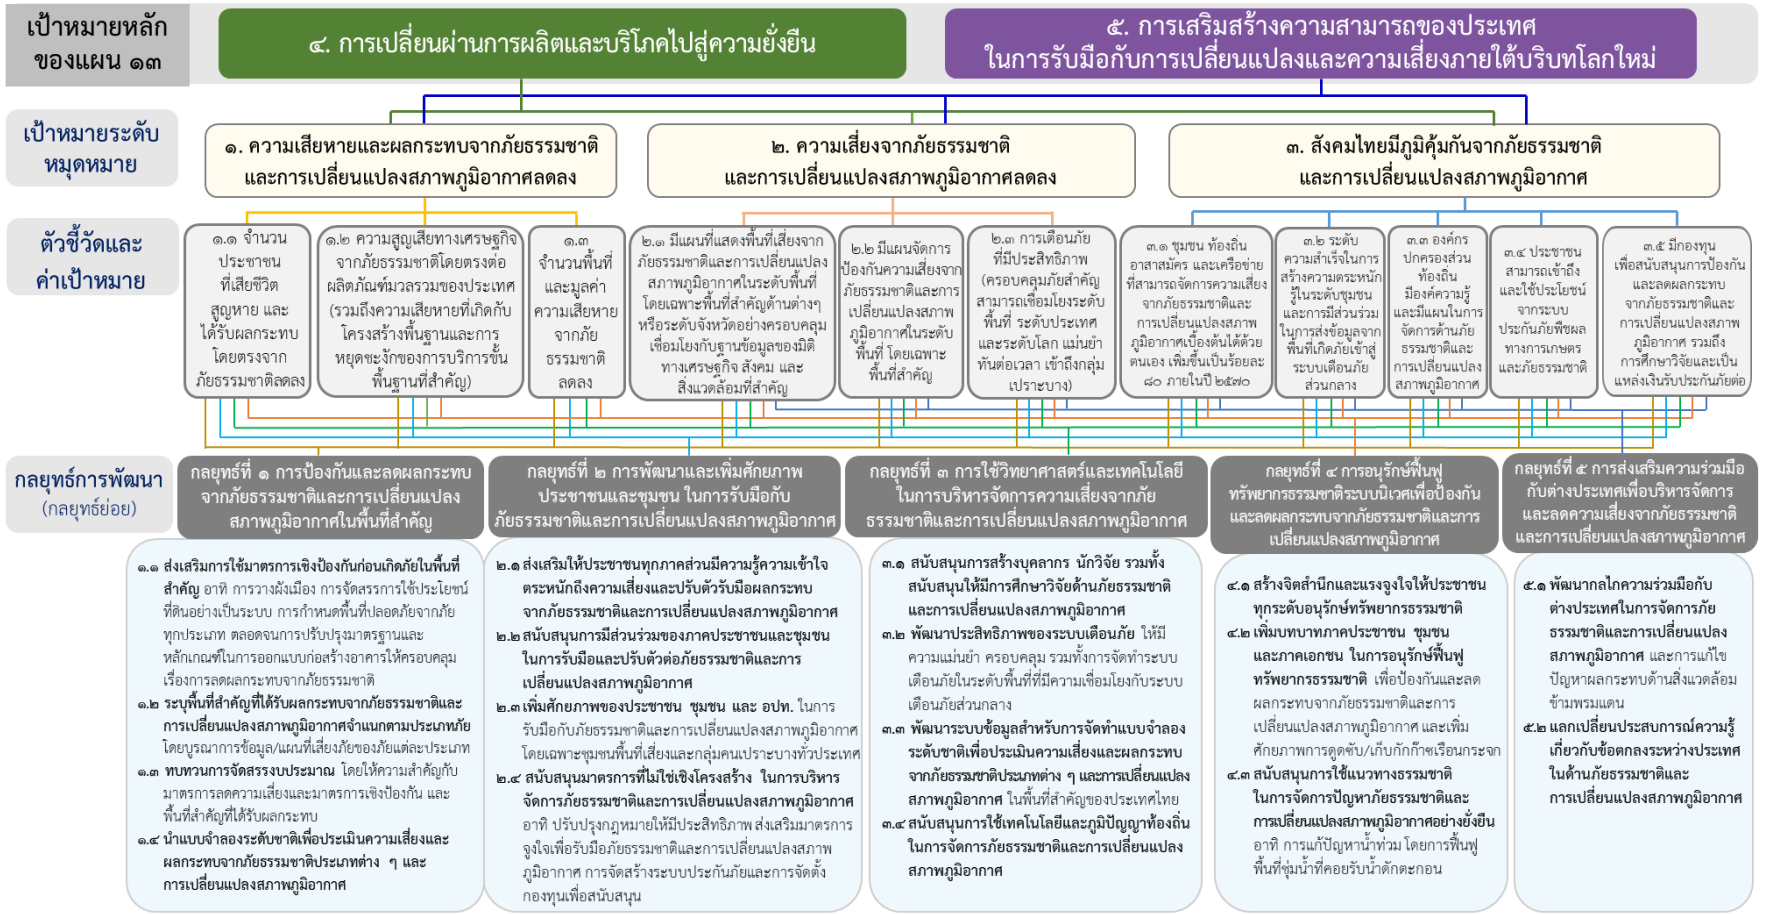 เป้าหมายหลัก
ของแผน ๑๓
๔. การเปลี่ยนผ่านการผลิตและบริโภคไปสู่ความยั่งยืน
๕. การเสริมสร้างความสามารถของประเทศ
ในการรับมือกับการเปลี่ยนแปลงและความเสี่ยงภายใต้บริบทโลกใหม่
เป้าหมายระดับ
หมุดหมาย
๑. ความเสียหายและผลกระทบจากภัยธรรมชาติ
และการเปลี่ยนแปลงสภาพภูมิอากาศลดลง
๒. ความเสี่ยงจากภัยธรรมชาติ
และการเปลี่ยนแปลงสภาพภูมิอากาศลดลง
๓. สังคมไทยมีภูมิคุ้มกันจากภัยธรรมชาติ
และการเปลี่ยนแปลงสภาพภูมิอากาศ
ตัวชี้วัดและ
ค่าเป้าหมาย
๑.๑ จำนวน
ประชาชน
ที่เสียชีวิต
สูญหาย และ
ได้รับผลกระทบ
โดยตรงจาก
ภัยธรรมชาติลดลง
๑.๒ ความสูญเสียทางเศรษฐกิจ
จากภัยธรรมชาติโดยตรงต่อ
ผลิตภัณฑ์มวลรวมของประเทศ
(รวมถึงความเสียหายที่เกิดกับ
โครงสร้างพื้นฐานและการ
หยุดชะงักของการบริการขั้น
พื้นฐานที่สำคัญ)
๑.๓
จำนวนพื้นที่
และมูลค่า
ความเสียหาย
จากภัย
ธรรมชาติ
ลดลง
๒.๑ มีแผนที่แสดงพื้นที่เสี่ยงจาก
ภัยธรรมชาติและการเปลี่ยนแปลง
สภาพภูมิอากาศในระดับพื้นที่
โดยเฉพาะพื้นที่สำคัญด้านต่างๆ
หรือระดับจังหวัดอย่างครอบคลุม
เชื่อมโยงกับฐานข้อมูลของมิติ
ทางเศรษฐกิจ สังคม และ
สิ่งแวดล้อมที่สำคัญ
๒.๒ มีแผนจัดการ
ป้องกันความเสี่ยงจาก
ภัยธรรมชาติและการ
เปลี่ยนแปลงสภาพ
ภูมิอากาศในระดับ
พื้นที่ โดยเฉพาะ
พื้นที่สำคัญ
๒.๓ การเตือนภัย
ที่มีประสิทธิภาพ
(ครอบคลุมภัยสำคัญ
สามารถเชื่อมโยงระดับ
พื้นที่ ระดับประเทศ
และระดับโลก แม่นยำ
ทันต่อเวลา เข้าถึงกลุ่ม
เปราะบาง)
๓.๑ ชุมชน ท้องถิ่น
อาสาสมัคร และเครือข่าย
ที่สามารถจัดการความเสี่ยง
จากภัยธรรมชาติและ
การเปลี่ยนแปลงสภาพ
ภูมิอากาศเบื้องต้นได้ด้วย
ตนเอง เพิ่มขึ้นเป็นร้อยละ
๘๐ ภายในปี ๒๕๗๐
๓.๒ ระดับ
ความสำเร็จในการ
สร้างความตระหนัก
รู้ในระดับชุมชน
และการมีส่วนร่วม
ในการส่งข้อมูลจาก
พื้นที่เกิดภัยเข้าสู่
ระบบเตือนภัย
ส่วนกลาง
๓.๓ องค์กร
ปกครองส่วน
ท้องถิ่น
มีองค์ความรู้
และมีแผนในการ
จัดการด้านภัย
ธรรมชาติและ
การเปลี่ยนแปลง
สภาพภูมิอากาศ
๓.๔ ประชาชน
สามารถเข้าถึง
และใช้ประโยชน์
จากระบบ
ประกันภัยพืชผล
ทางการเกษตร
และภัยธรรมชาติ
๓.๕ มีกองทุน
เพื่อสนับสนุนการป้องกัน
และลดผลกระทบ
จากภัยธรรมชาติและ
การเปลี่ยนแปลงสภาพ
ภูมิอากาศ รวมถึง
การศึกษาวิจัยและเป็น
แหล่งเงินรับประกันภัยต่อ
กลยุทธ์การพัฒนา
(กลยุทธ์ย่อย)
กลยุทธ์ที่ ๑ การป้องกันและลดผลกระทบ
จากภัยธรรมชาติและการเปลี่ยนแปลง
สภาพภูมิอากาศในพื้นที่สำคัญ
กลยุทธ์ที่ ๒ การพัฒนาและเพิ่มศักยภาพ
ประชาชนและชุมชน ในการรับมือกับ
ภัยธรรมชาติและการเปลี่ยนแปลงสภาพภูมิอากาศ
กลยุทธ์ที่ ๓ การใช้วิทยาศาสตร์และเทคโนโลยี
ในการบริหารจัดการความเสี่ยงจากภัย
ธรรมชาติและการเปลี่ยนแปลงสภาพภูมิอากาศ
กลยุทธ์ที่ ๔ การอนุรักษ์ฟื้นฟู
ทรัพยากรธรรมชาติระบบนิเวศเพื่อป้องกัน
และลดผลกระทบจากภัยธรรมชาติและการ
เปลี่ยนแปลงสภาพภูมิอากาศ
กลยุทธ์ที่ ๕ การส่งเสริมความร่วมมือ
กับต่างประเทศเพื่อบริหารจัดการ
และลดความเสี่ยงจากภัยธรรมชาติ
และการเปลี่ยนแปลงสภาพภูมิอากาศ
๑.๑ ส่งเสริมการใช้มาตรการเชิงป้องกันก่อนเกิดภัยในพื้นที่
สำคัญ อาทิ การวางผังเมือง การจัดสรรการใช้ประโยชน์
ที่ดินอย่างเป็นระบบ การกำหนดพื้นที่ปลอดภัยจากภัย
ทุกประเภท ตลอดจนการปรับปรุงมาตรฐานและ
หลักเกณฑ์ในการออกแบบก่อสร้างอาคารให้ครอบคลุม
เรื่องการลดผลกระทบจากภัยธรรมชาติ
๑.๒ ระบุพื้นที่สำคัญที่ได้รับผลกระทบจากภัยธรรมชาติและ
การเปลี่ยนแปลงสภาพภูมิอากาศจำแนกตามประเภทภัย
โดยบูรณาการข้อมูล/แผนที่เสี่ยงภัยของภัยแต่ละประเภท
๑.๓ ทบทวนการจัดสรรงบประมาณ โดยให้ความสำคัญกับ
มาตรการลดความเสี่ยงและมาตรการเชิงป้องกัน และ
พื้นที่สำคัญที่ได้รับผลกระทบ
๑.๔ นำแบบจำลองระดับชาติเพื่อประเมินความเสี่ยงและ
ผลกระทบจากภัยธรรมชาติประเภทต่าง ๆ และ
การเปลี่ยนแปลงสภาพภูมิอากาศ
๒.๑ ส่งเสริมให้ประชาชนทุกภาคส่วนมีความรู้ความเข้าใจ
ตระหนักถึงความเสี่ยงและปรับตัวรับมือผลกระทบ
จากภัยธรรมชาติและการเปลี่ยนแปลงสภาพภูมิอากาศ
๒.๒ สนับสนุนการมีส่วนร่วมของภาคประชาชนและชุมชน
ในการรับมือและปรับตัวต่อภัยธรรมชาติและการ
เปลี่ยนแปลงสภาพภูมิอากาศ
๒.๓ เพิ่มศักยภาพของประชาชน ชุมชน และ อปท. ในการ
รับมือกับภัยธรรมชาติและการเปลี่ยนแปลงสภาพภูมิอากาศ
โดยเฉพาะชุมชนพื้นที่เสี่ยงและกลุ่มคนเปราะบางทั่วประเทศ
๒.๔ สนับสนุนมาตรการที่ไม่ใช่เชิงโครงสร้าง ในการบริหาร
จัดการภัยธรรมชาติและการเปลี่ยนแปลงสภาพภูมิอากาศ
อาทิ ปรับปรุงกฎหมายให้มีประสิทธิภาพ ส่งเสริมมาตรการ
จูงใจเพื่อรับมือภัยธรรมชาติและการเปลี่ยนแปลงสภาพ
ภูมิอากาศ การจัดสร้างระบบประกันภัยและการจัดตั้ง
กองทุนเพื่อสนับสนุน
๓.๑ สนับสนุนการสร้างบุคลากร นักวิจัย รวมทั้ง
สนับสนุนให้มีการศึกษาวิจัยด้านภัยธรรมชาติ
และการเปลี่ยนแปลงสภาพภูมิอากาศ
๓.๒ พัฒนาประสิทธิภาพของระบบเตือนภัย ให้มี
ความแม่นยำ ครอบคลุม รวมทั้งการจัดทำระบบ
เตือนภัยในระดับพื้นที่ที่มีความเชื่อมโยงกับระบบ
เตือนภัยส่วนกลาง
๓.๓ พัฒนาระบบข้อมูลสำหรับการจัดทำแบบจำลอง
ระดับชาติเพื่อประเมินความเสี่ยงและผลกระทบ
จากภัยธรรมชาติประเภทต่าง ๆ และการเปลี่ยนแปลง
สภาพภูมิอากาศ ในพื้นที่สำคัญของประเทศไทย
๓.๔ สนับสนุนการใช้เทคโนโลยีและภูมิปัญญาท้องถิ่น
ในการจัดการภัยธรรมชาติและการเปลี่ยนแปลง
สภาพภูมิอากาศ
๔.๑ สร้างจิตสำนึกและแรงจูงใจให้ประชาชน
ทุกระดับอนุรักษ์ทรัพยากรธรรมชาติ
๔.๒ เพิ่มบทบาทภาคประชาชน ชุมชน
และภาคเอกชน ในการอนุรักษ์ฟื้นฟู
ทรัพยากรธรรมชาติ เพื่อป้องกันและลด
ผลกระทบจากภัยธรรมชาติและการ
เปลี่ยนแปลงสภาพภูมิอากาศ และเพิ่ม
ศักยภาพการดูดซับ/เก็บกักก๊าซเรือนกระจก
๔.๓ สนับสนุนการใช้แนวทางธรรมชาติ
ในการจัดการปัญหาภัยธรรมชาติและ
การเปลี่ยนแปลงสภาพภูมิอากาศอย่างยั่งยืน
อาทิ การแก้ปัญหาน้ำท่วม โดยการฟื้นฟู
พื้นที่ชุ่มน้ำที่คอยรับน้ำดักตะกอน
๕.๑ พัฒนากลไกความร่วมมือกับ
ต่างประเทศในการจัดการภัย
ธรรมชาติและการเปลี่ยนแปลง
สภาพภูมิอากาศ และการแก้ไข
ปัญหาผลกระทบด้านสิ่งแวดล้อม
ข้ามพรมแดน
๕.๒ แลกเปลี่ยนประสบการณ์ความรู้
เกี่ยวกับข้อตกลงระหว่างประเทศ
ในด้านภัยธรรมชาติและ
การเปลี่ยนแปลงสภาพภูมิอากาศ